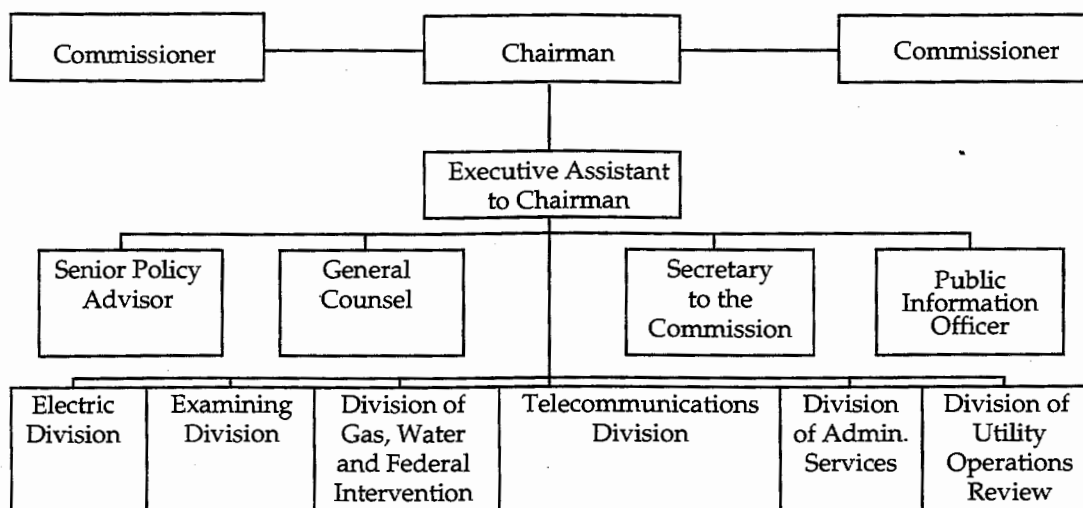 Commissioner
Chairman
Commissioner
Executive Assistant
to Chairman
Senior Policy
Advisor
General
Counsel
Secretary
to the
Commission
Public
Information
Officer
Electric
Division
Examining
Division
Division of
Gas, Water
and Federal
Intervention
Telecommunications
Division
Division
of Admin.
Services
Division of
Utility
Operations
Review